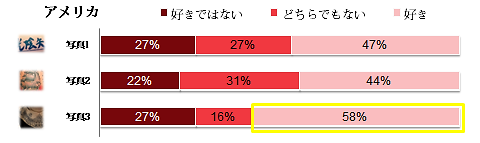 アメリカ
好きではない どちらでもない 好き
写真1 27% 27% 47%
写真2 22% 31% 44%
写真3 27% 16% 58%